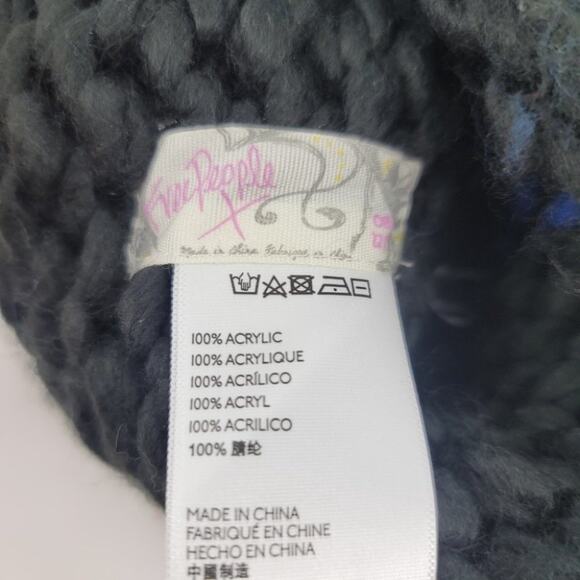 Free People
Made in China Fabriqué en Chine
100% ACRYLIC
100% ACRYLIQUE
100% ACRÍLICO
100% ACRYL
100% ACRILICO
100% 腈纶
MADE IN CHINA
FABRIQUÉ EN CHINE
HECHO EN CHINA
中國制造